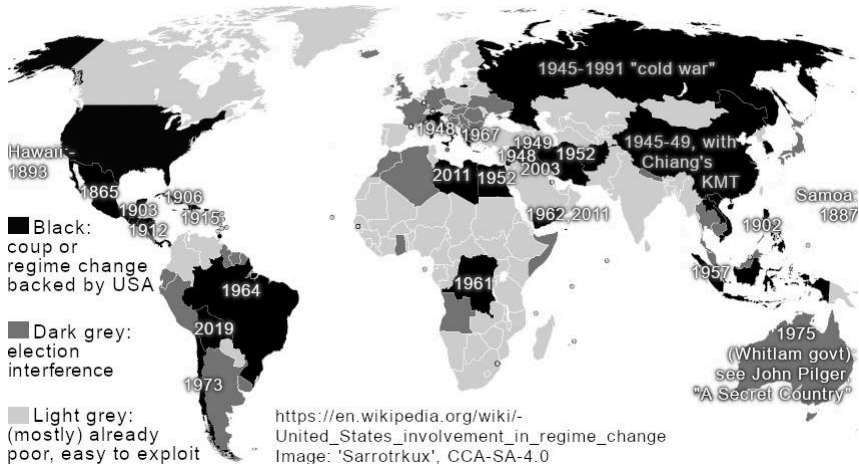 1945-1991 "cold war"
Hawaii:-
1893
1865
1906
1903
1915
1912
1948
1967
1949
1948
2003
1952
2011
1952
1945-49, with
Chiang's
KMT
Samoa:
1887
1962,2011
1902
1957
1961
1964
2019
1973
1975
(Whitlam govt):
see John Pilger,
"A Secret Country"
Black:
coup or
regime change
backed by USA
Dark grey:
election
interference
Light grey:
(mostly) already
poor, easy to exploit
https://en.wikipedia.org/wiki/-
United_States_involvement_in_regime_change
Image: 'Sarrotrkux', CCA-SA-4.0